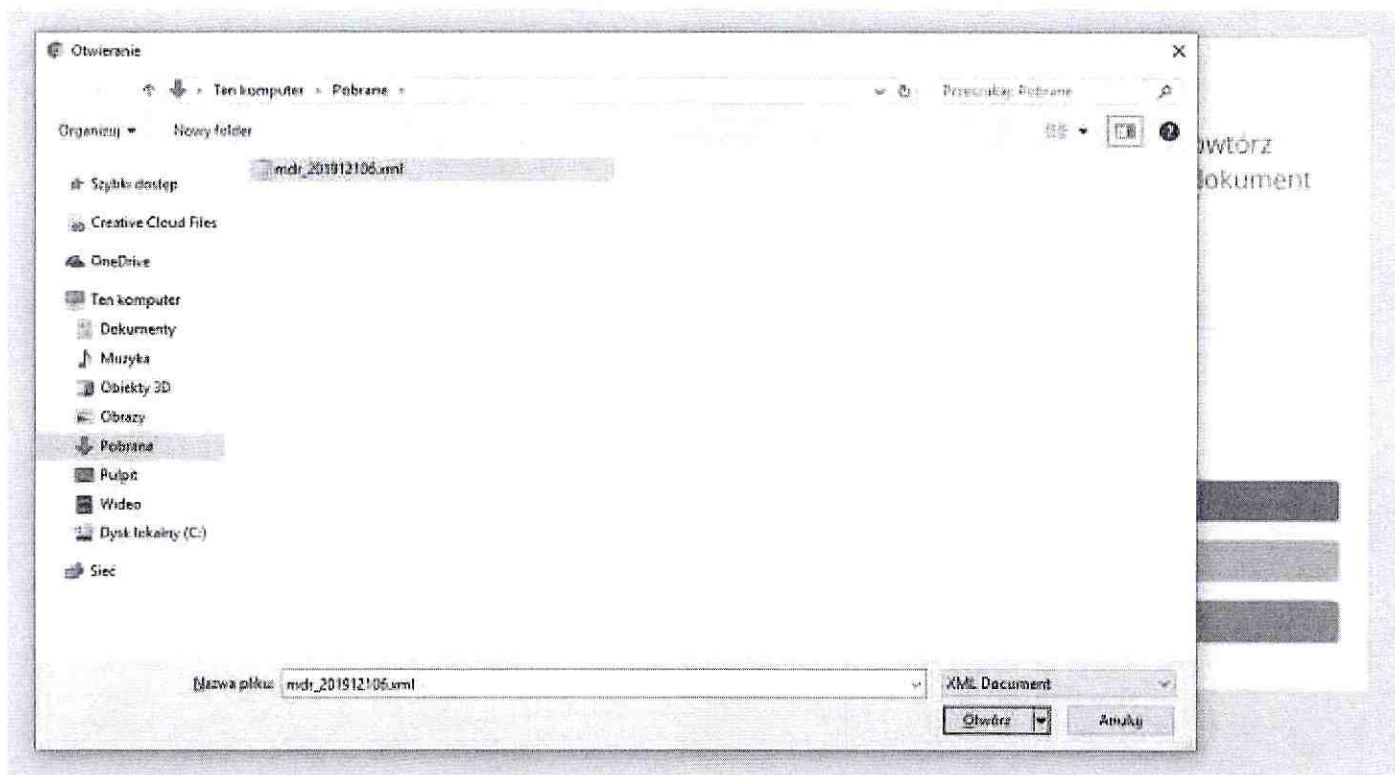 Otwieranie
Ten komputer › Pobrane ›
Przeszukaj: Pobrane
Organizuj
Nowy folder
owtórz
dokument
mdr_201912106.xml
Szybki dostęp
Creative Cloud Files
OneDrive
Ten komputer
Dokumenty
Muzyka
Obiekty 3D
Obrazy
Pobrane
Pulpit
Wideo
Dysk lokalny (C:)
Sieć
Nazwa pliku: mdr_201912106.xml
XML Document
Otwórz
Anuluj